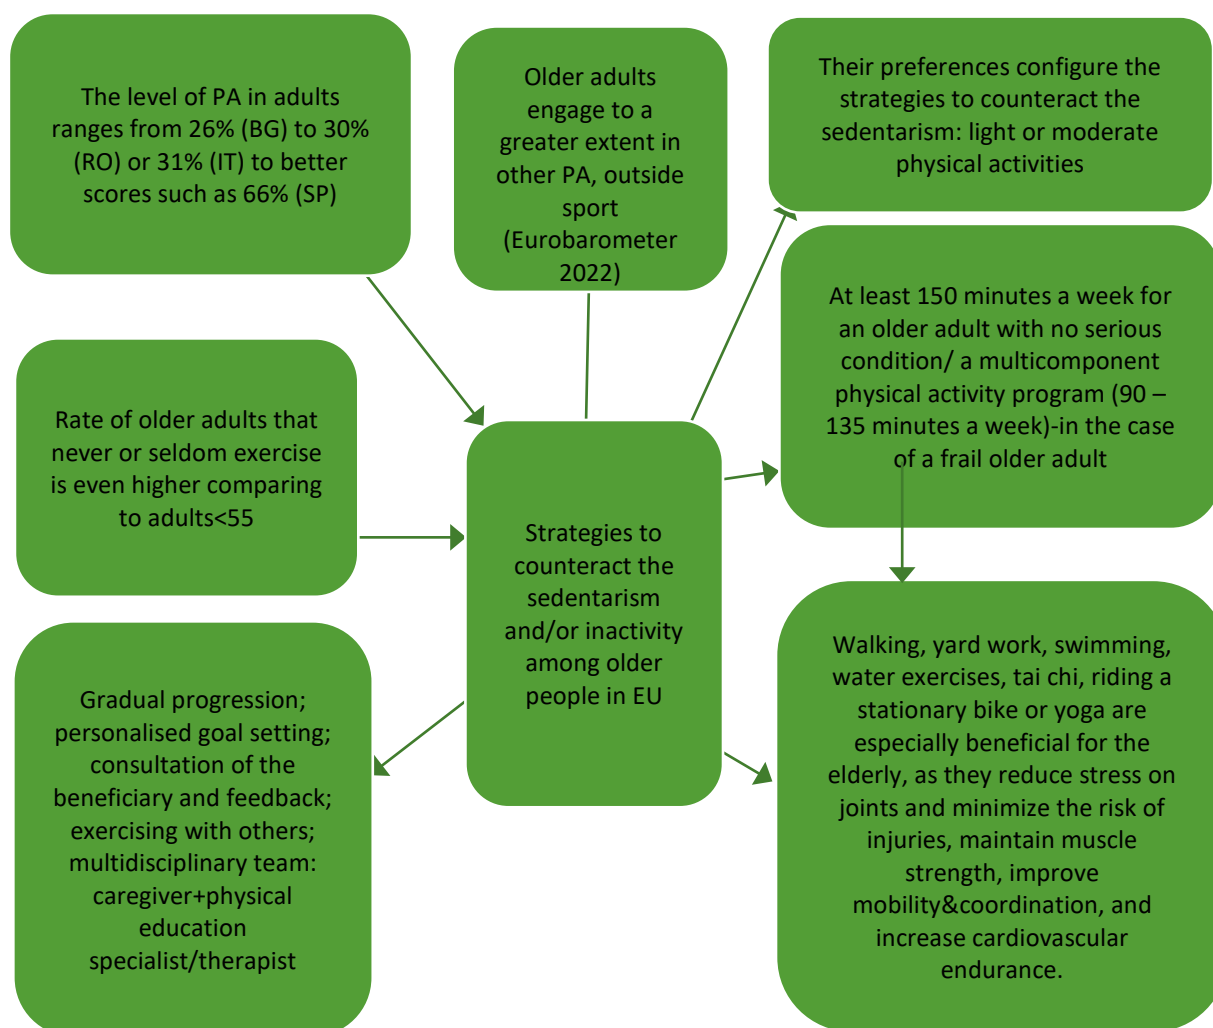 The level of PA in adults
ranges from 26% (BG) to 30%
(RO) or 31% (IT) to better
scores such as 66% (SP)
Older adults
engage to a
greater extent in
other PA, outside
sport
(Eurobarometer
2022)
Their preferences configure the
strategies to counteract the
sedentarism: light or moderate
physical activities
Rate of older adults that
never or seldom exercise
is even higher comparing
to adults<55
Strategies to
counteract the
sedentarism
and/or inactivity
among older
people in EU
At least 150 minutes a week for
an older adult with no serious
condition/ a multicomponent
physical activity program (90 –
135 minutes a week)-in the case
of a frail older adult
Gradual progression;
personalised goal setting;
consultation of the
beneficiary and feedback;
exercising with others;
multidisciplinary team:
caregiver+physical
education
specialist/therapist
Walking, yard work, swimming,
water exercises, tai chi, riding a
stationary bike or yoga are
especially beneficial for the
elderly, as they reduce stress on
joints and minimize the risk of
injuries, maintain muscle
strength, improve
mobility&coordination, and
increase cardiovascular
endurance.